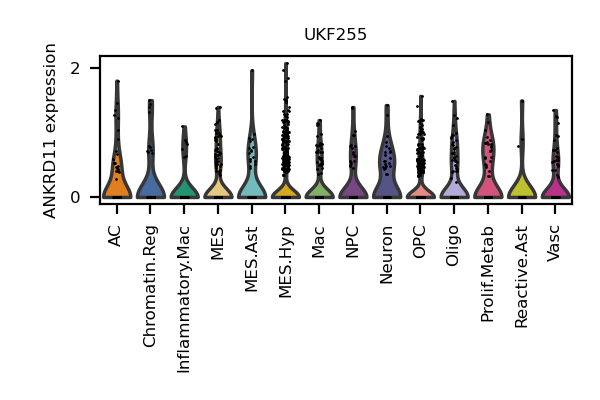 UKF255
ANKRD11 expression
2
0
AC
Chromatin.Reg
Inflammatory.Mac
MES
MES.Ast
MES.Hyp
Mac
NPC
Neuron
OPC
Oligo
Prolif.Metab
Reactive.Ast
Vasc